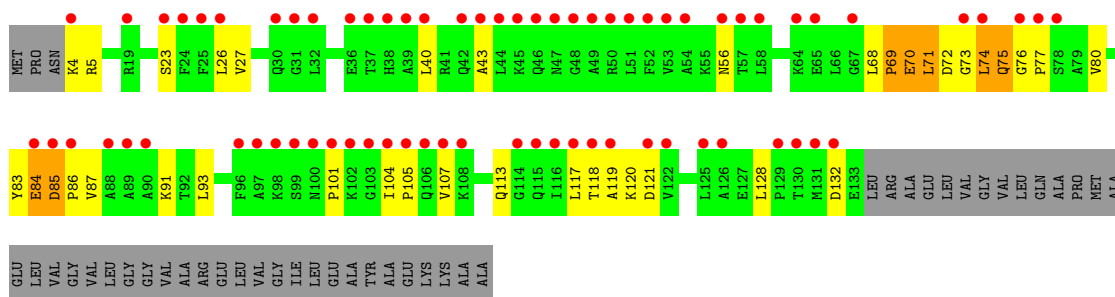 MET PRO ASN K4 R5 R19 S23 F24 F25 L26 V27 Q30 G31 L32 E36 T37 H38 A39 L40 R41 Q42 A43 L44 K45 Q46 N47 G48 A49 R50 L51 F52 V53 A54 K55 N56 T57 L58 K64 E65 L66 G67 L68 P69 E70 L71 D72 G73 L74 Q75 G76 P77 S78 A79 V80
Y83 E84 D85 P86 V87 A88 A89 A90 K91 T92 L93 F96 A97 K98 S99 N100 P101 K102 G103 I104 P105 Q106 V107 K108 Q113 G114 Q115 I116 L117 T118 A119 K120 D121 V122 L125 A126 E127 L128 P129 T130 M131 D132 E133 LEU ARG ALA GLU LEU VAL GLY VAL LEU GLN ALA PRO MET ALA
GLU LEU VAL GLY VAL VAL LEU GLY GLY VAL ALA ARG GLU LEU VAL GLY ILE LEU GLU ALA TYR ALA GLU LYS LYS ALA ALA